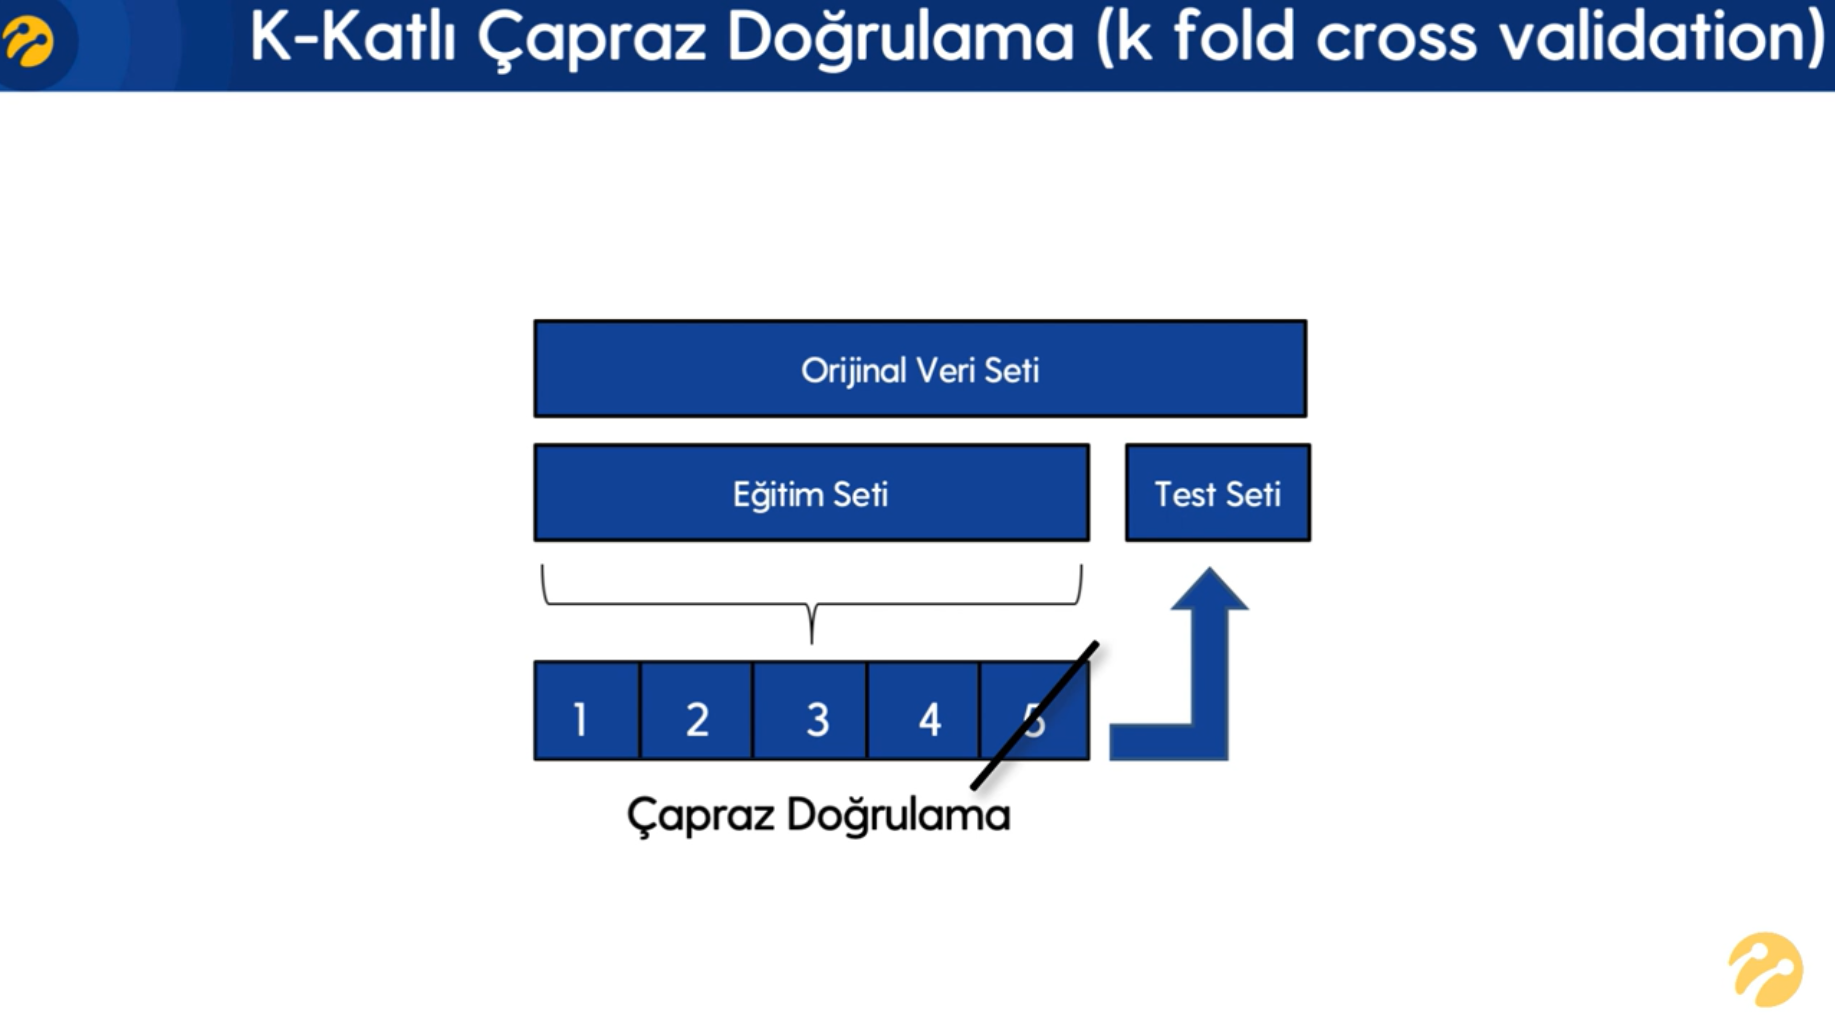 K-Katlı Çapraz Doğrulama (k fold cross validation)
Orijinal Veri Seti
Eğitim Seti
Test Seti
1 2 3 4 5
Çapraz Doğrulama